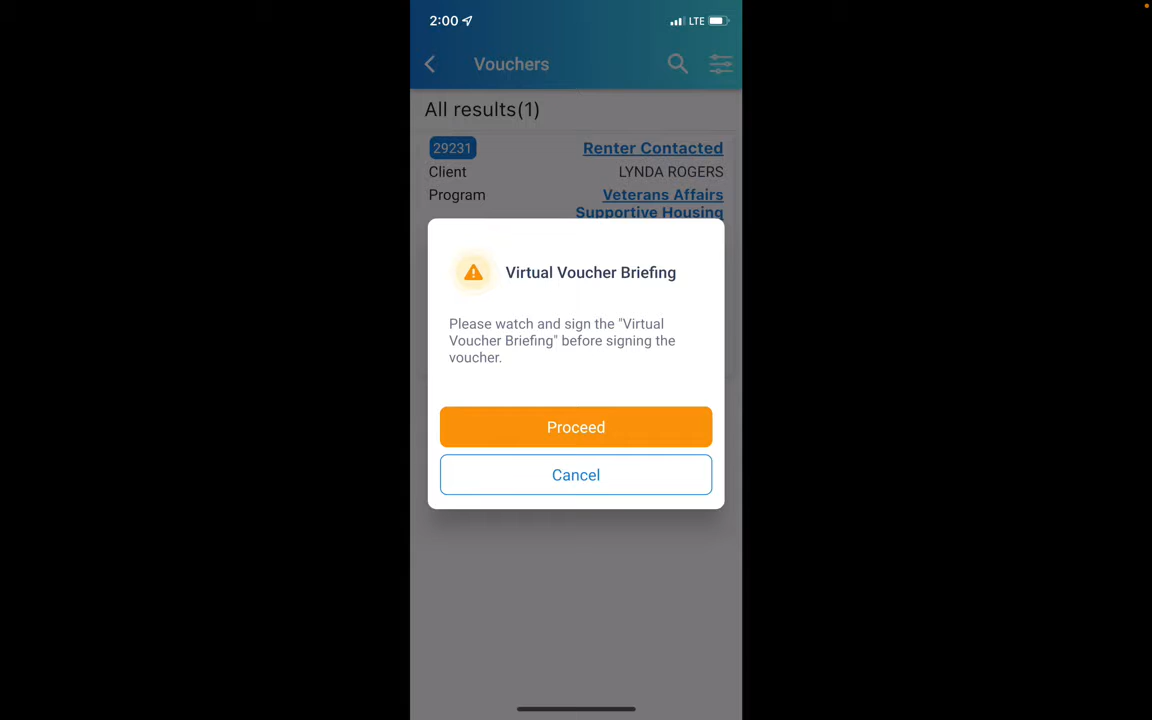 2:00 LTE
Vouchers
All results(1)
29231 Renter Contacted
Client LYNDA ROGERS
Program Veterans Affairs
Supportive Housing
Virtual Voucher Briefing
Please watch and sign the "Virtual
Voucher Briefing" before signing the
voucher.
Proceed
Cancel